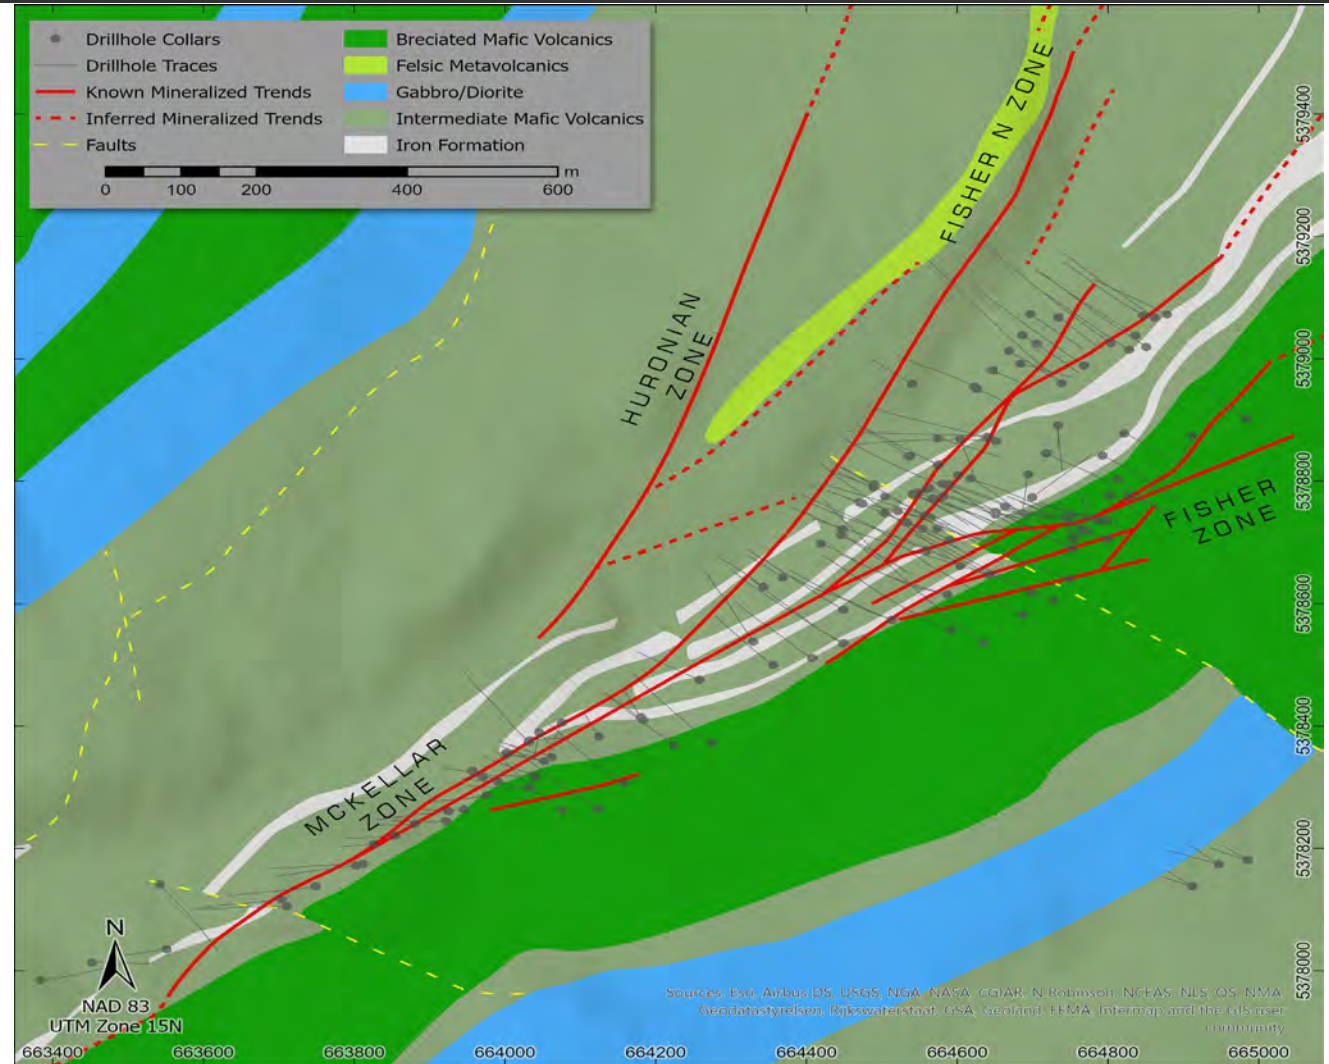 Drillhole Collars
Drillhole Traces
Known Mineralized Trends
Inferred Mineralized Trends
Faults
Breciated Mafic Volcanics
Felsic Metavolcanics
Gabbro/Diorite
Intermediate Mafic Volcanics
Iron Formation
0 100 200 400 600 m
FISHER N ZONE
HURONIAN
ZONE
FISHER
ZONE
MCKELLAR
ZONE
5379400
5379200
5379000
5378800
5378600
5378400
5378200
5378000
N
NAD 83
UTM Zone 15N
Sources: Esri, Airbus DS, USGS, NGA, NASA, CGIAR, N Robinson, NCEAS, NLS, OS, NMA,
Geodatastyrelsen, Rijkswaterstaat, GSA, Geoland, FEMA, Intermap and the GIS user
community
663400 663600 663800 664000 664200 664400 664600 664800 665000